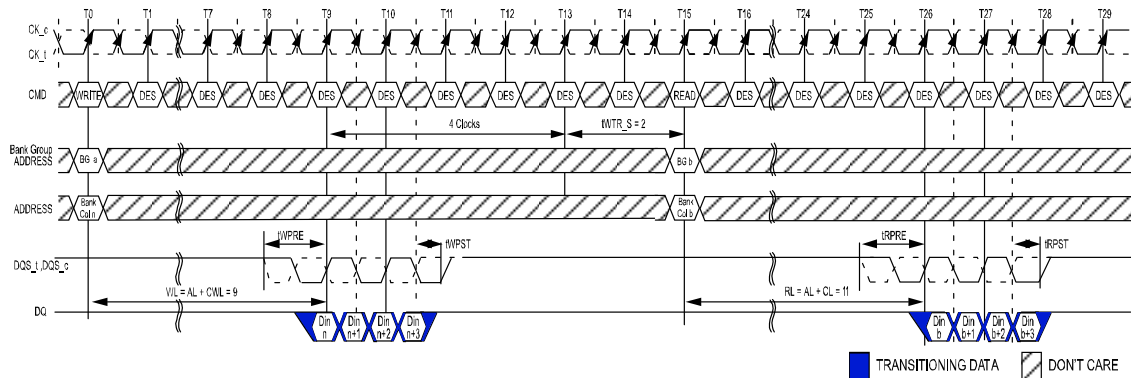 T0 T1 T7 T8 T9 T10 T11 T12 T13 T14 T15 T16 T24 T25 T26 T27 T28 T29
CK_c
CK_t
CMD WRITE DES DES DES DES DES DES DES DES DES READ DES DES DES DES DES DES DES
4 Clocks tWTR_S = 2
Bank Group
ADDRESS BG a BG b
ADDRESS Bank Bank
Col n Col b
tWPRE tWPST tRPRE tRPST
DQS_t ,DQS_c
WL = AL + CWL = 9 RL = AL + CL = 11
DQ Din Din Din Din Din Din Din Din
n n+1 n+2 n+3 b b+1 b+2 b+3
TRANSITIONING DATA DON'T CARE